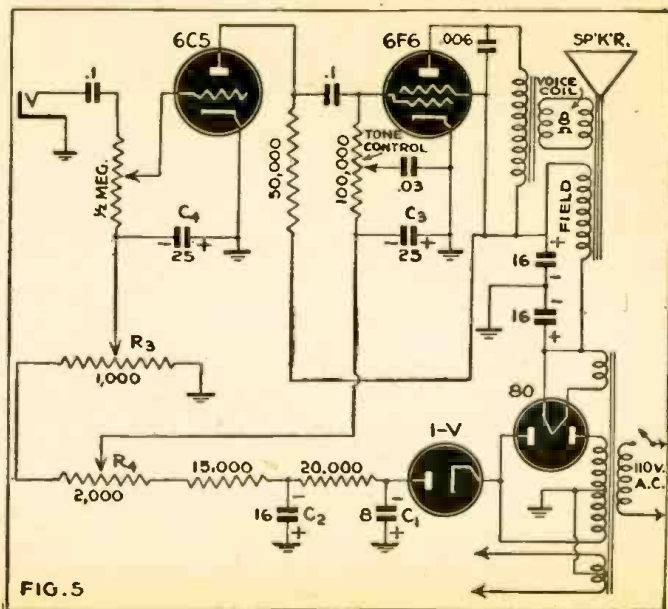 6C5
6F6
.006
SP'K'R.
.1
.1
VOICE
COIL
8Ω
½ MEG.
50,000
100,000
TONE
CONTROL
.03
FIELD
C4
- +
25
C3
- +
25
+
16
-
-
16
+
R3
1,000
80
R4
2,000
15,000
20,000
1-V
110 V.
A.C.
-
16 C2
+
-
8 C1
+
FIG. 5